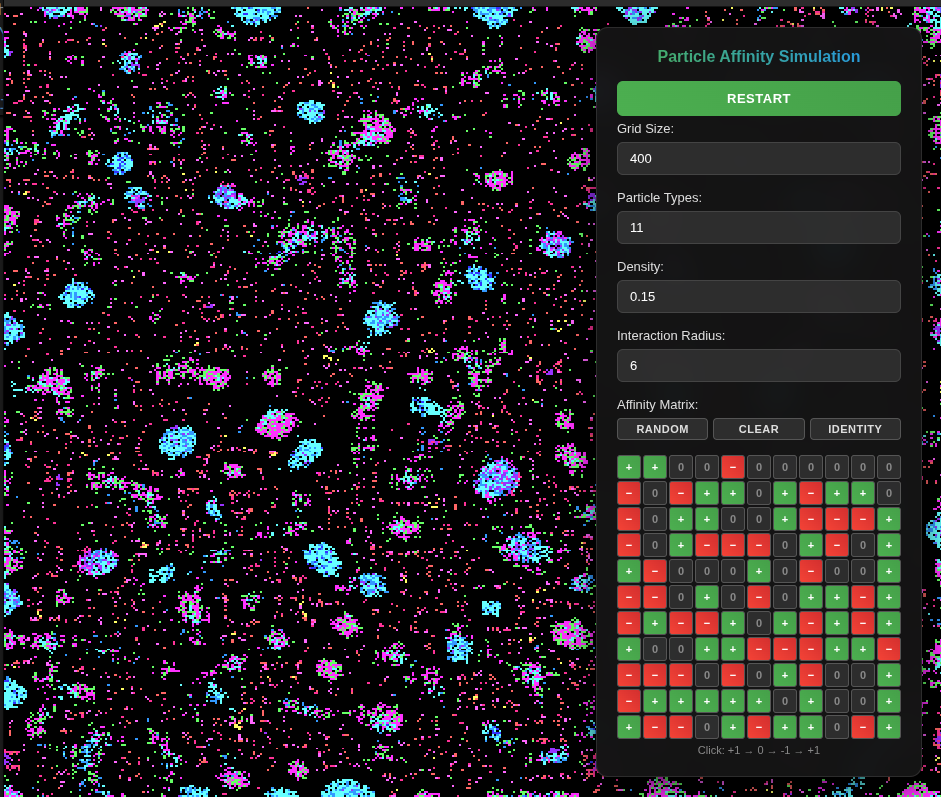 Particle Affinity Simulation
RESTART
Grid Size:
400
Particle Types:
11
Density:
0.15
Interaction Radius:
6
Affinity Matrix:
RANDOM CLEAR IDENTITY
+ + 0 0 − 0 0 0 0 0 0
− 0 − + + 0 + − + + 0
− 0 + + 0 0 + − − − +
− 0 + − − − 0 + − 0 +
+ − 0 0 0 + 0 − 0 0 +
− − 0 + 0 − 0 + + − +
− + − − + 0 + − + − +
+ 0 0 + + − − − + + −
− − − 0 − 0 + − 0 0 +
− + + + + + 0 + 0 0 +
+ − − 0 + − + + 0 − +
Click: +1 → 0 → -1 → +1